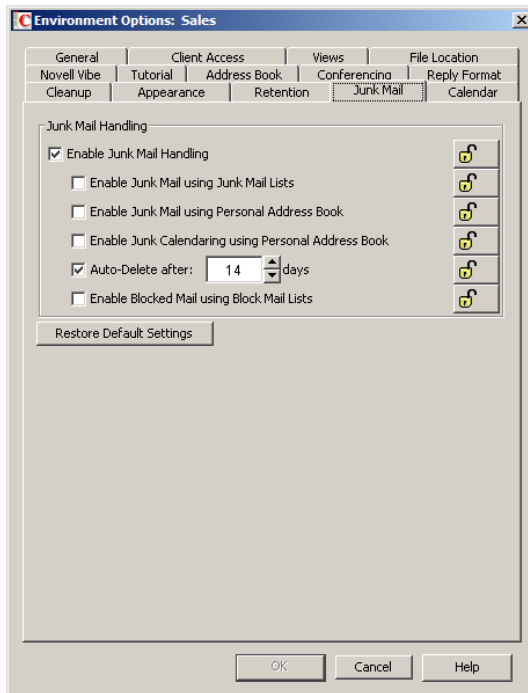 Environment Options: Sales
General Client Access Views File Location
Novell Vibe Tutorial Address Book Conferencing Reply Format
Cleanup Appearance Retention Junk Mail Calendar
Junk Mail Handling
Enable Junk Mail Handling
Enable Junk Mail using Junk Mail Lists
Enable Junk Mail using Personal Address Book
Enable Junk Calendaring using Personal Address Book
Auto-Delete after: 14 days
Enable Blocked Mail using Block Mail Lists
Restore Default Settings
OK Cancel Help